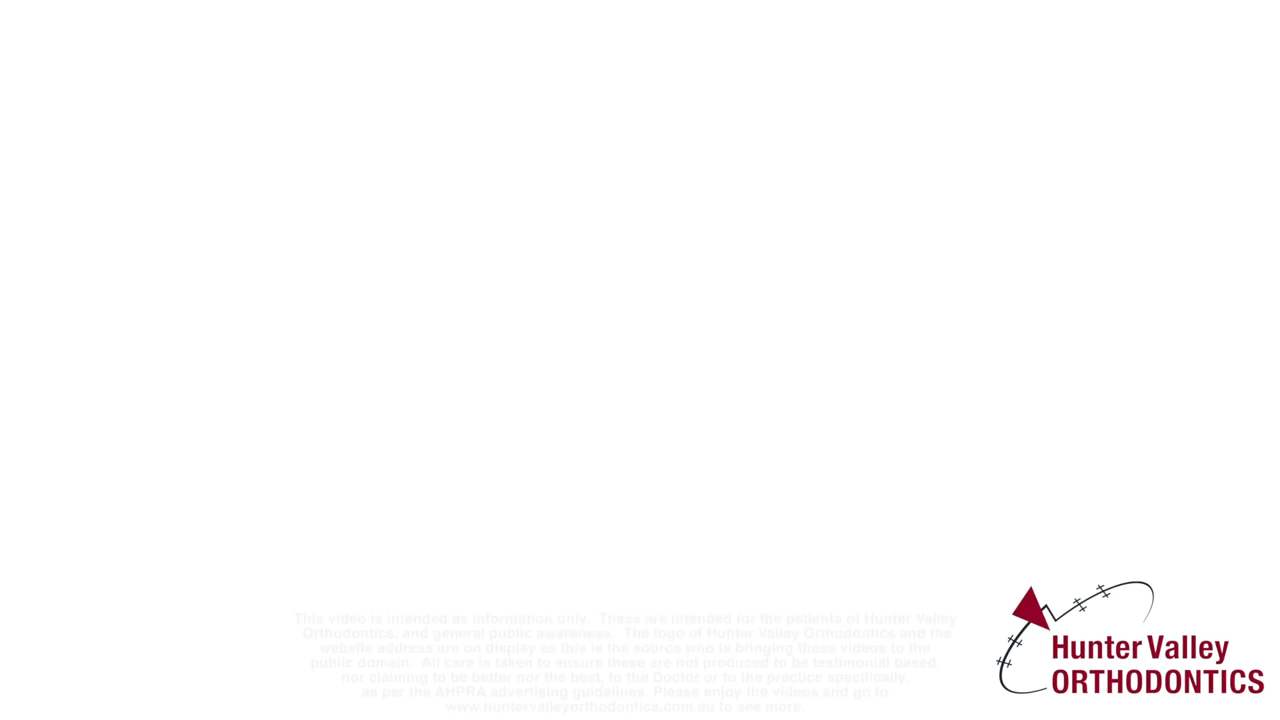 This video is intended as information only. These are intended for the patients of Hunter Valley
Orthodontics, and general public awareness. The logo of Hunter Valley Orthodontics and the
website address are on display as this is the source who is bringing these videos to the
public domain. All care is taken to ensure these are not produced to be testimonial based,
nor claiming to be better nor the best, to the Doctor or to the practice specifically,
as per the AHPRA advertising guidelines. Please enjoy the videos and go to
www.huntervalleyorthodontics.com.au to see more.
Hunter Valley
ORTHODONTICS